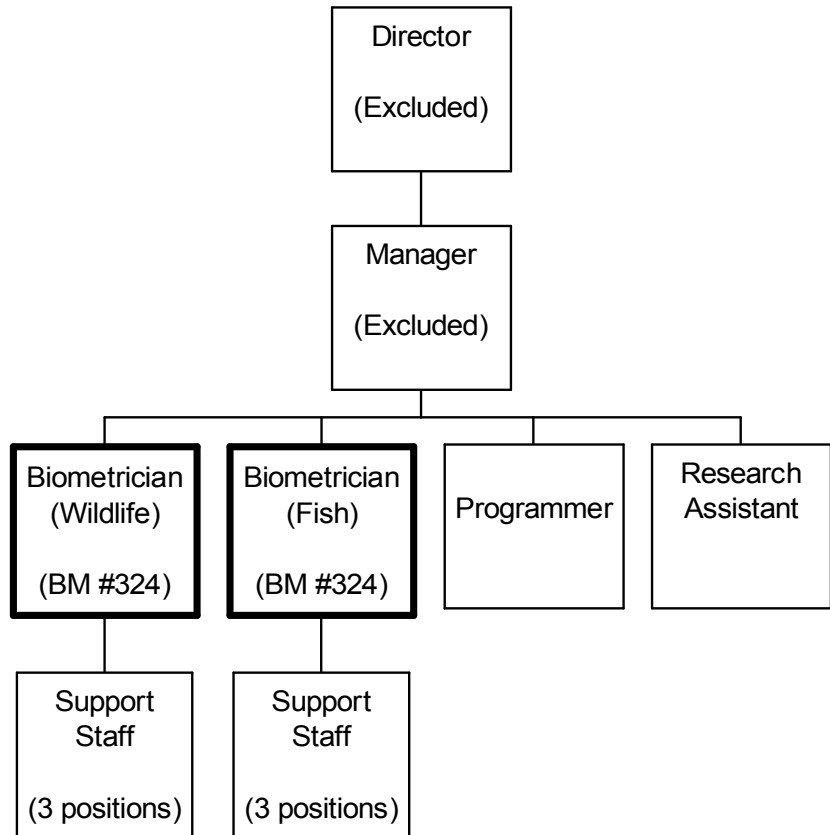 Director
(Excluded)
Manager
(Excluded)
Biometrician
(Wildlife)
(BM #324)
Biometrician
(Fish)
(BM #324)
Programmer
Research
Assistant
Support
Staff
(3 positions)
Support
Staff
(3 positions)